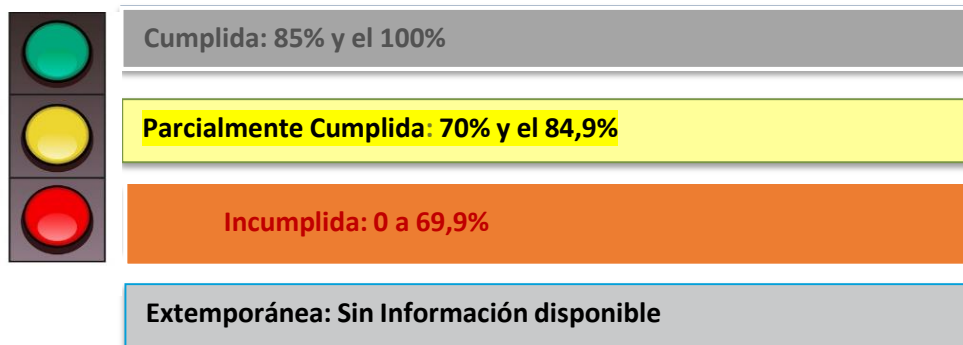 Cumplida: 85% y el 100%
Parcialmente Cumplida: 70% y el 84,9%
Incumplida: 0 a 69,9%
Extemporánea: Sin Información disponible